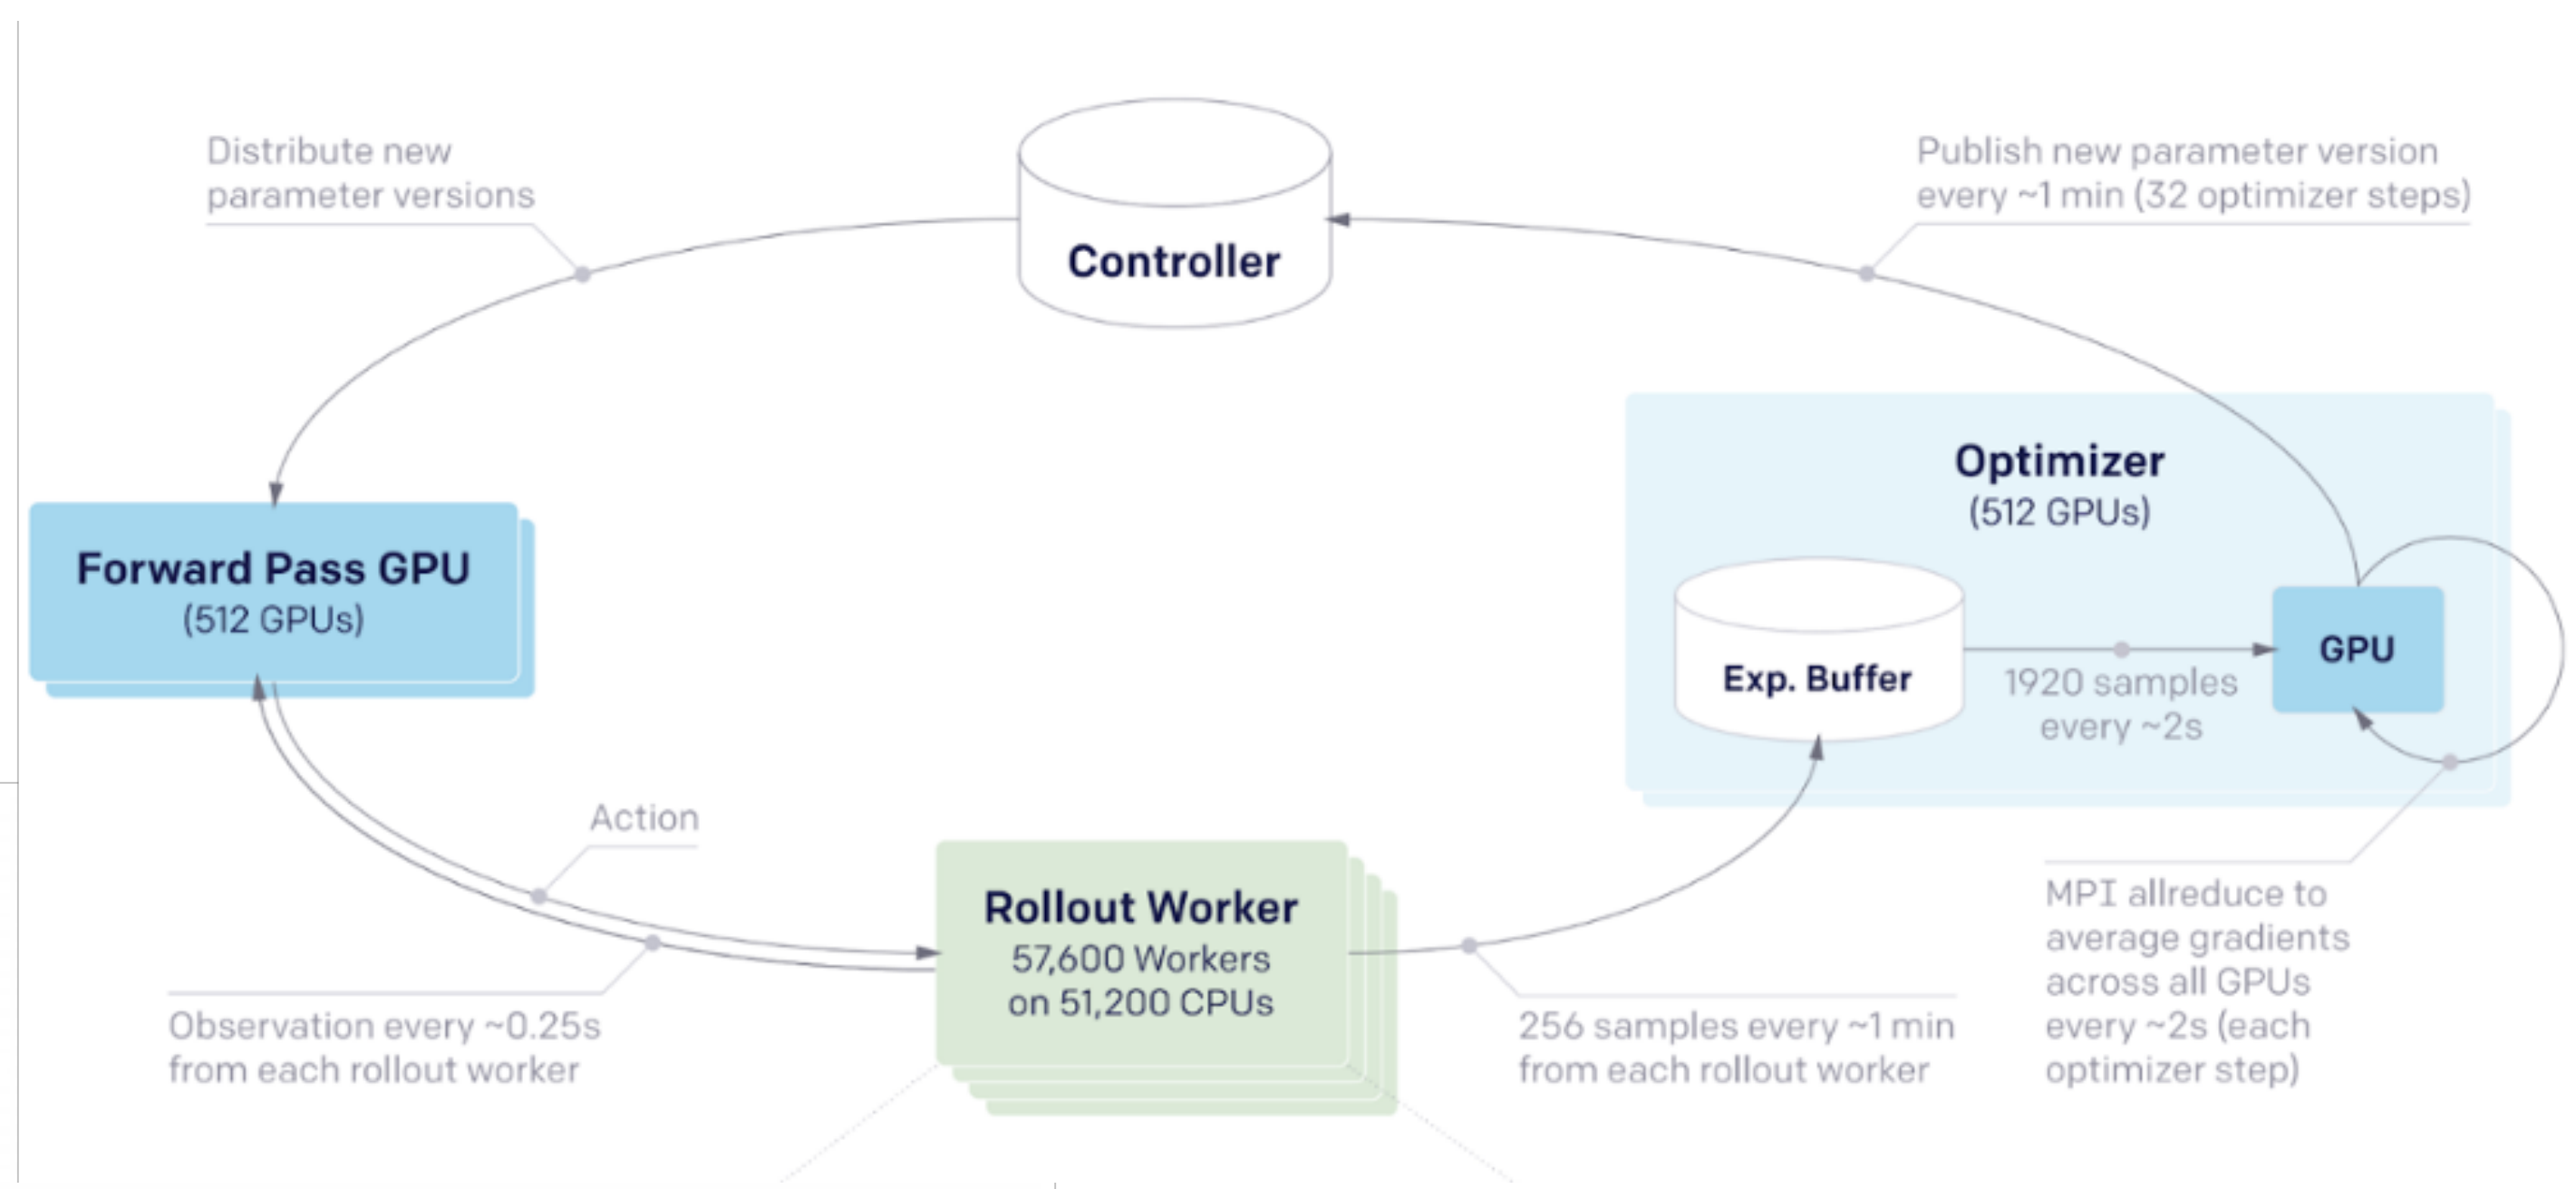 Distribute new
parameter versions
Controller
Publish new parameter version
every ~1 min (32 optimizer steps)
Forward Pass GPU
(512 GPUs)
Optimizer
(512 GPUs)
Exp. Buffer
1920 samples
every ~2s
GPU
Action
Observation every ~0.25s
from each rollout worker
Rollout Worker
57,600 Workers
on 51,200 CPUs
256 samples every ~1 min
from each rollout worker
MPI allreduce to
average gradients
across all GPUs
every ~2s (each
optimizer step)